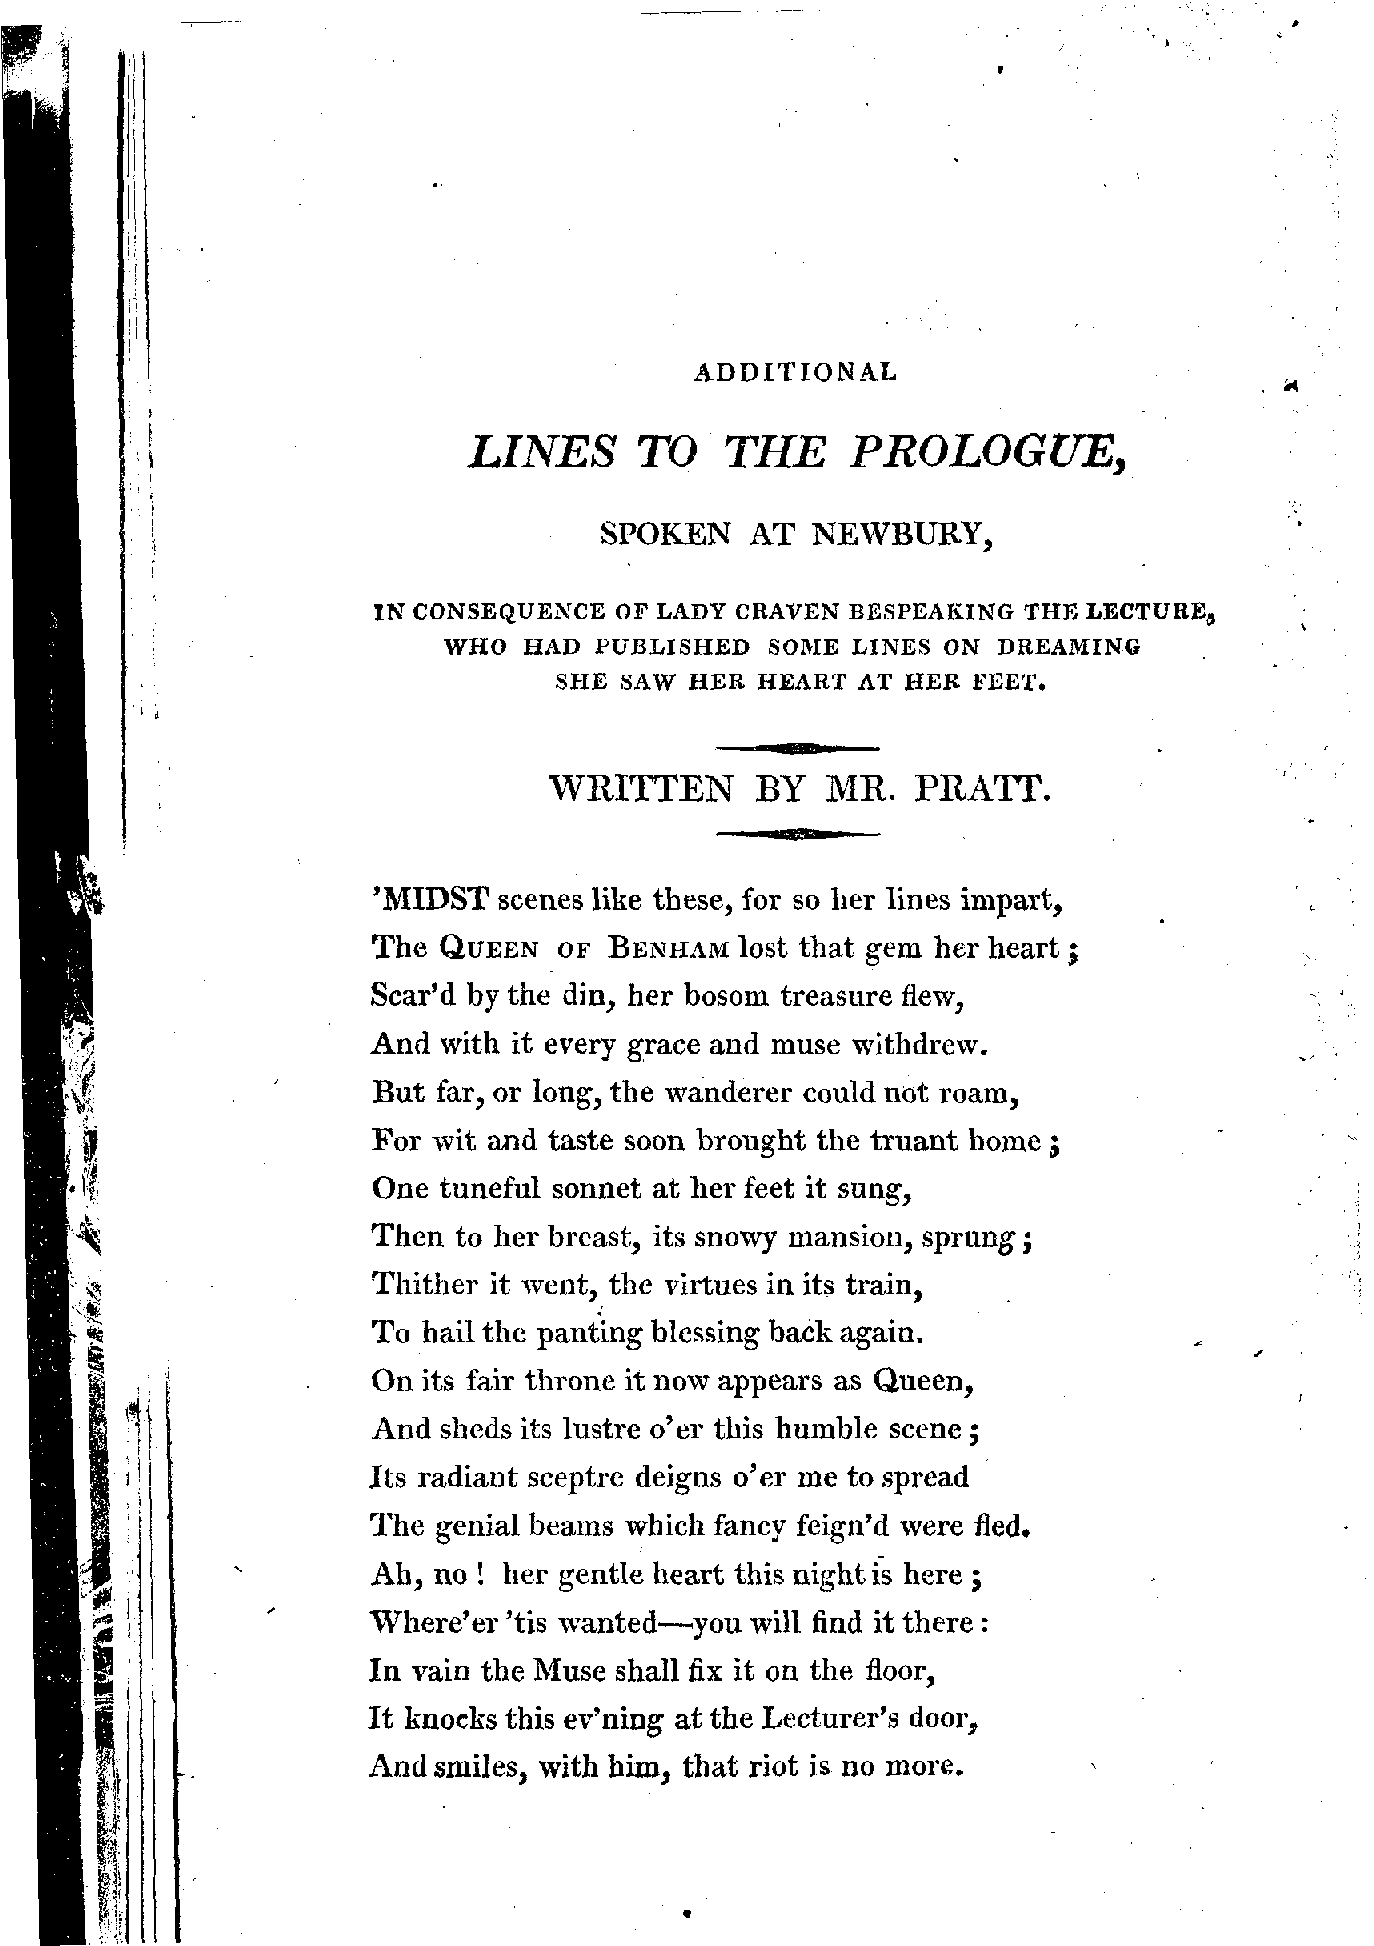 ADDITIONAL
LINES TO THE PROLOGUE,
SPOKEN AT NEWBURY,
IN CONSEQUENCE OF LADY CRAVEN BESPEAKING THE LECTURE,
WHO HAD PUBLISHED SOME LINES ON DREAMING
SHE SAW HER HEART AT HER FEET.
WRITTEN BY MR. PRATT.
'MIDST scenes like these, for so her lines impart,
The QUEEN OF BENHAM lost that gem her heart;
Scar'd by the din, her bosom treasure flew,
And with it every grace and muse withdrew.
But far, or long, the wanderer could not roam,
For wit and taste soon brought the truant home;
One tuneful sonnet at her feet it sung,
Then to her breast, its snowy mansion, sprung;
Thither it went, the virtues in its train,
To hail the panting blessing back again.
On its fair throne it now appears as Queen,
And sheds its lustre o'er this humble scene;
Its radiant sceptre deigns o'er me to spread
The genial beams which fancy feign'd were fled.
Ah, no! her gentle heart this night is here;
Where'er 'tis wanted—you will find it there:
In vain the Muse shall fix it on the floor,
It knocks this ev'ning at the Lecturer's door,
And smiles, with him, that riot is no more.